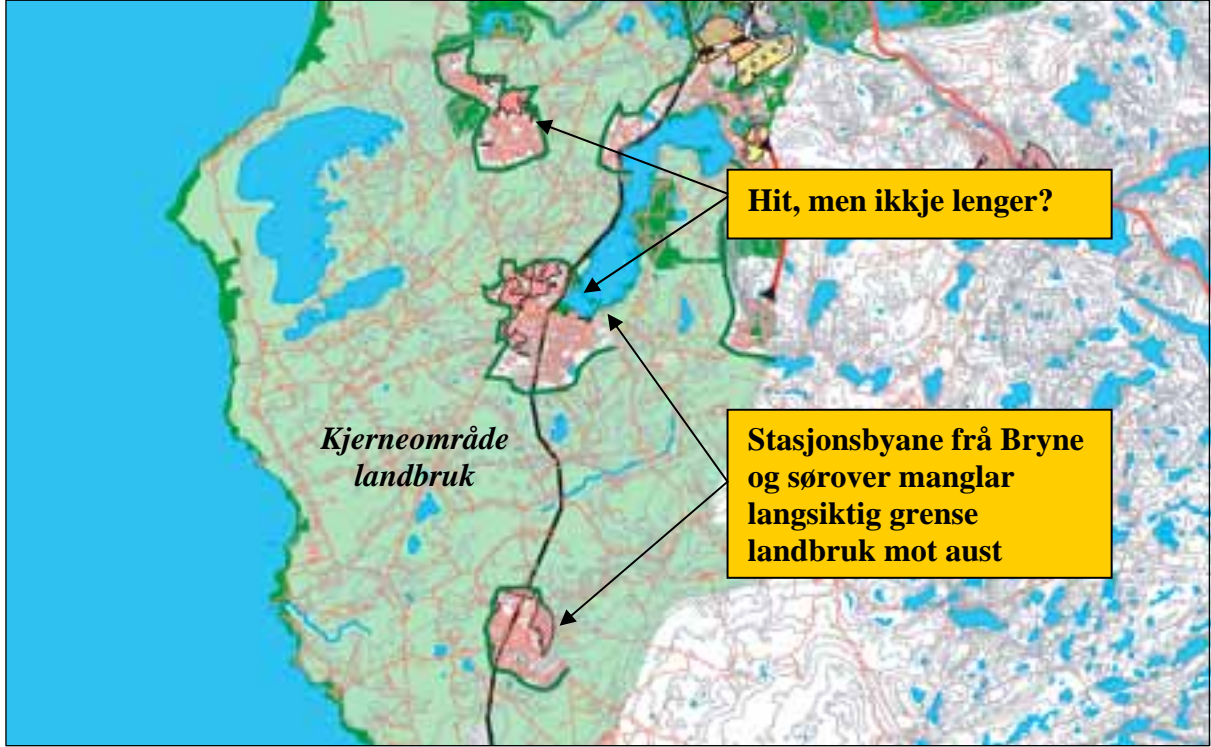 Hit, men ikkje lenger?
Kjerneområde
landbruk
Stasjonsbyane frå Bryne
og sørover manglar
langsiktig grense
landbruk mot aust